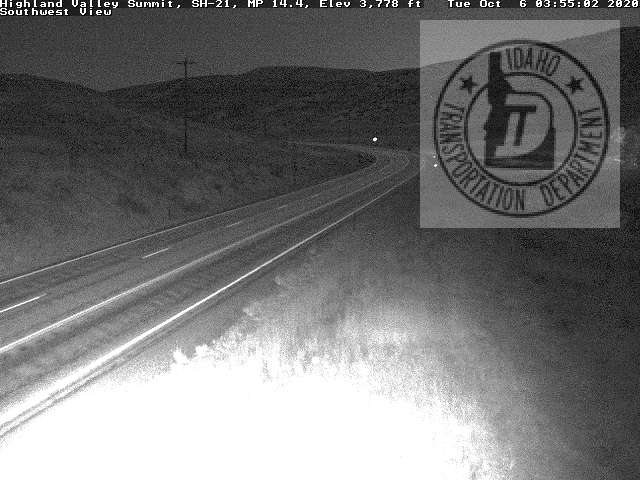 Highland Valley Summit, SH-21, MP 14.4, Elev 3,778 ft Tue Oct 6 03:55:02 2020
Southwest View
IDAHO
TRANSPORTATION DEPARTMENT